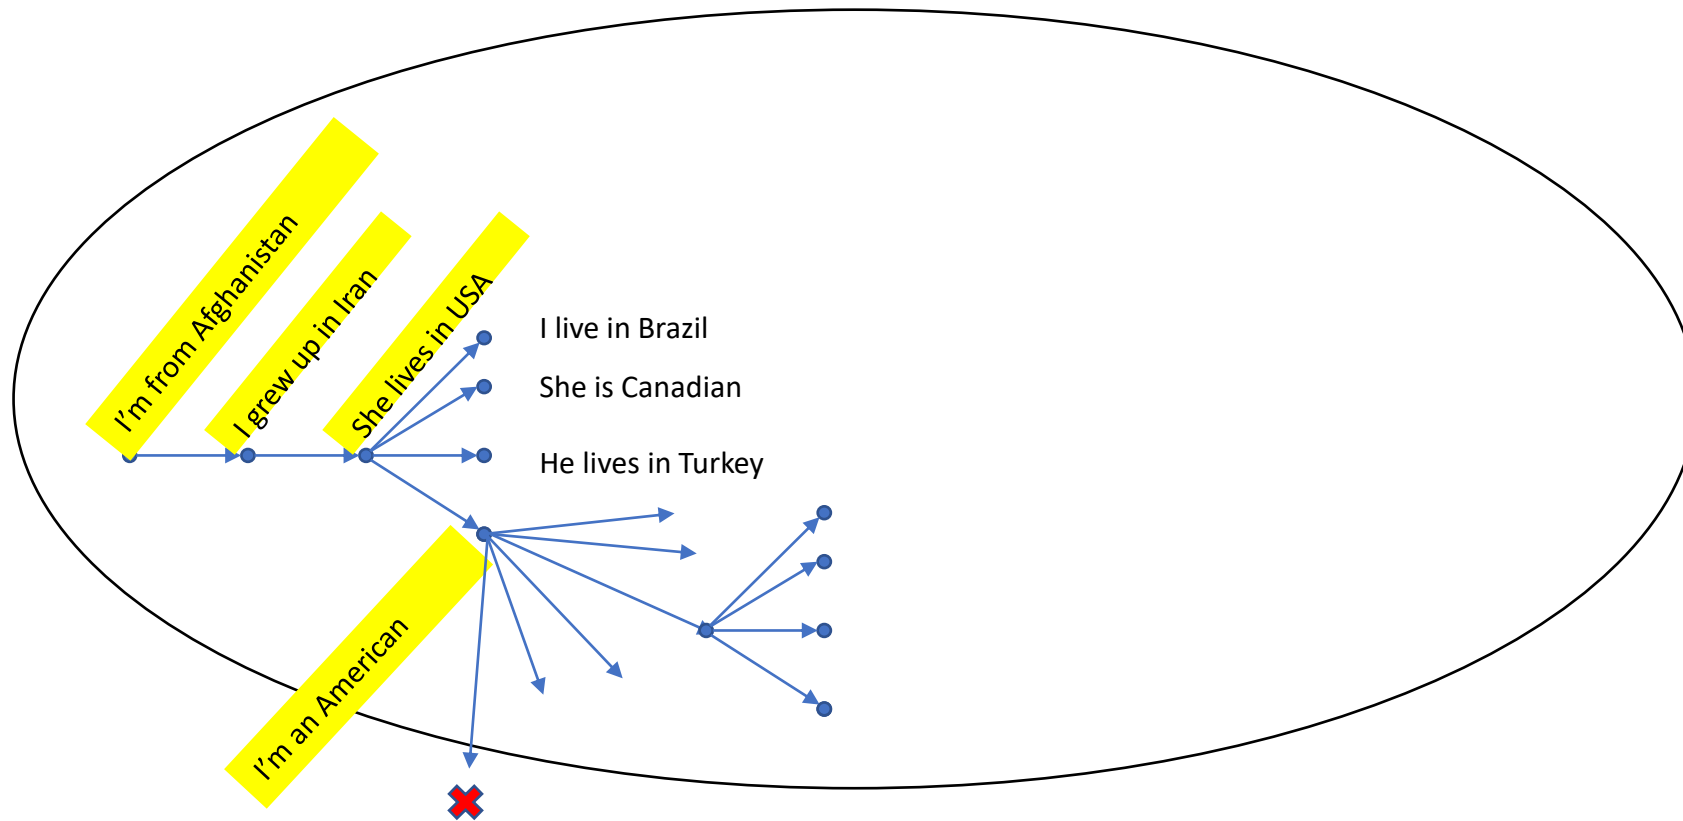 I'm from Afghanistan
I grew up in Iran
She lives in USA
I live in Brazil
She is Canadian
He lives in Turkey
I'm an American